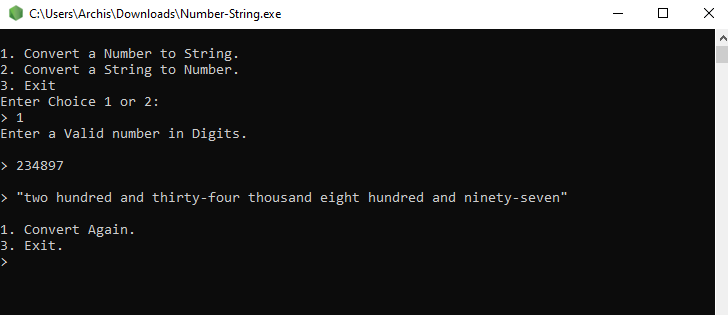 C:\Users\Archis\Downloads\Number-String.exe
1. Convert a Number to String.
2. Convert a String to Number.
3. Exit
Enter Choice 1 or 2:
> 1
Enter a Valid number in Digits.
> 234897
> "two hundred and thirty-four thousand eight hundred and ninety-seven"
1. Convert Again.
3. Exit.
>